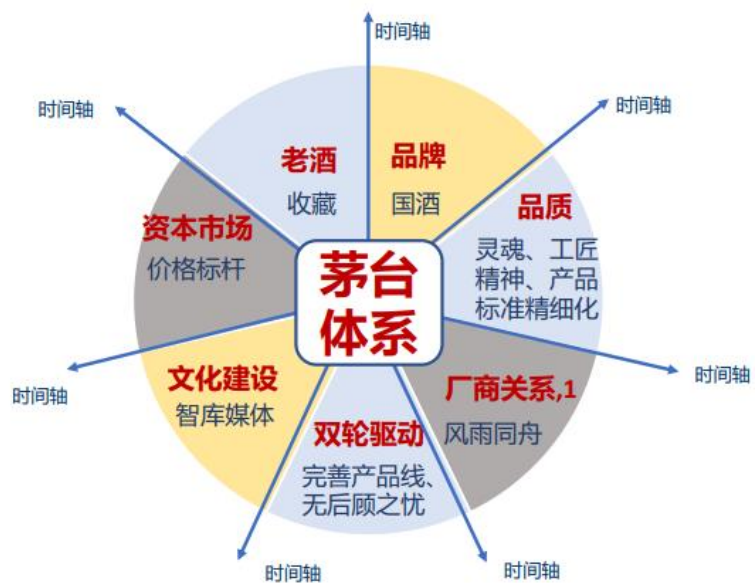 时间轴
时间轴
时间轴
老酒
收藏
品牌
国酒
品质
灵魂、工匠
精神、产品
标准精细化
资本市场
价格标杆
茅台
体系
文化建设
智库媒体
双轮驱动
完善产品线、
无后顾之忧
厂商关系,1
风雨同舟
时间轴
时间轴
时间轴
时间轴